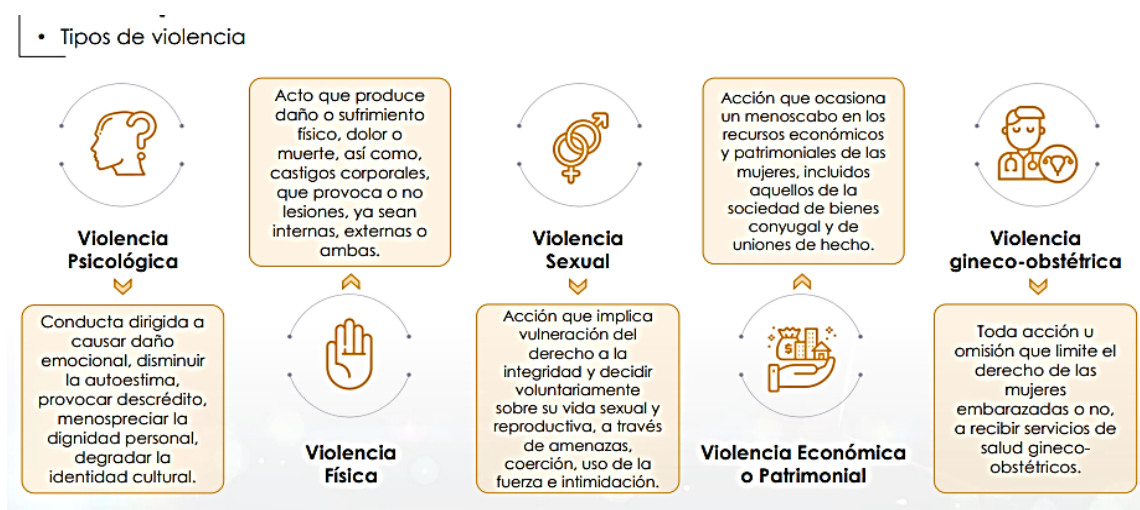 • Tipos de violencia
Violencia
Psicológica
Conducta dirigida a
causar daño
emocional, disminuir
la autoestima,
provocar descrédito,
menospreciar la
dignidad personal,
degradar la
identidad cultural.
Acto que produce
daño o sufrimiento
físico, dolor o
muerte, así como,
castigos corporales,
que provoca o no
lesiones, ya sean
internas, externas o
ambas.
Violencia
Física
Violencia
Sexual
Acción que implica
vulneración del
derecho a la
integridad y decidir
voluntariamente
sobre su vida sexual y
reproductiva, a través
de amenazas,
coerción, uso de la
fuerza e intimidación.
Acción que ocasiona
un menoscabo en los
recursos económicos
y patrimoniales de las
mujeres, incluidos
aquellos de la
sociedad de bienes
conyugal y de
uniones de hecho.
$
Violencia Económica
o Patrimonial
Violencia
gineco-obstétrica
Toda acción u
omisión que limite el
derecho de las
mujeres
embarazadas o no,
a recibir servicios de
salud gineco-
obstétricos.